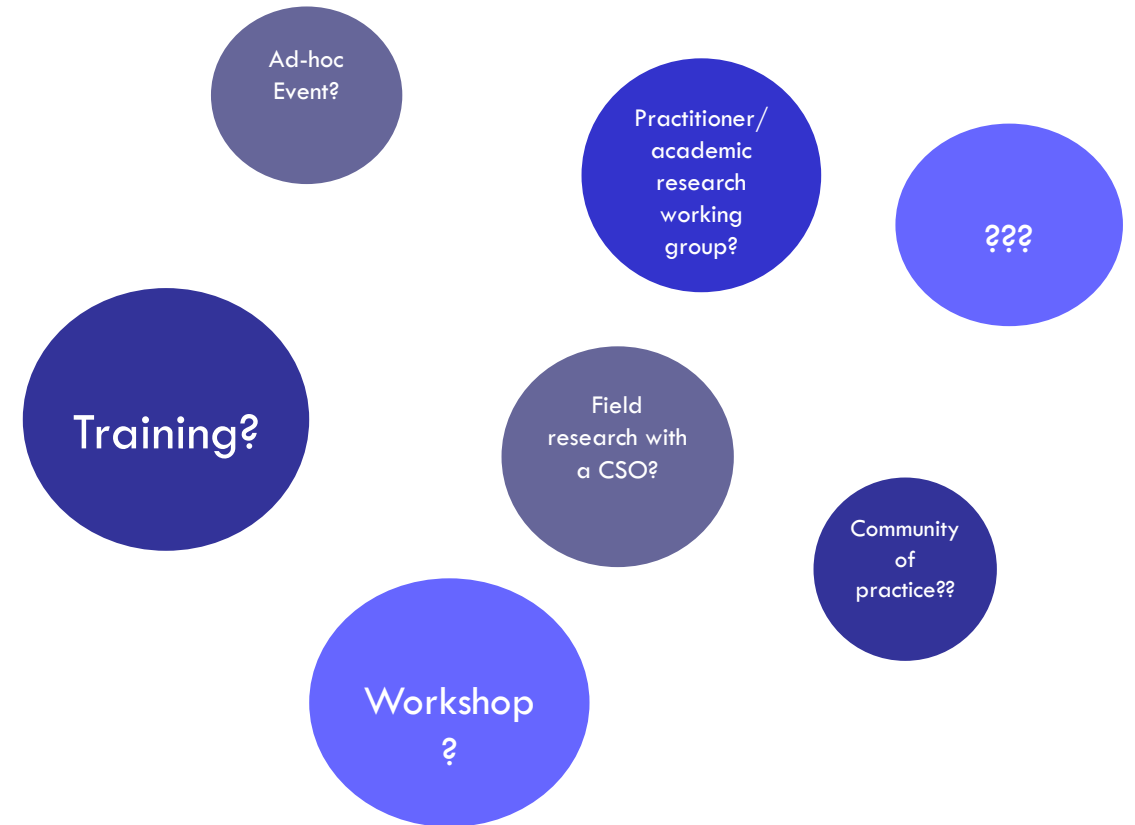 Ad-hoc
Event?
Practitioner/
academic
research
working
group?
???
Training?
Field
research with
a CSO?
Community
of
practice??
Workshop
?